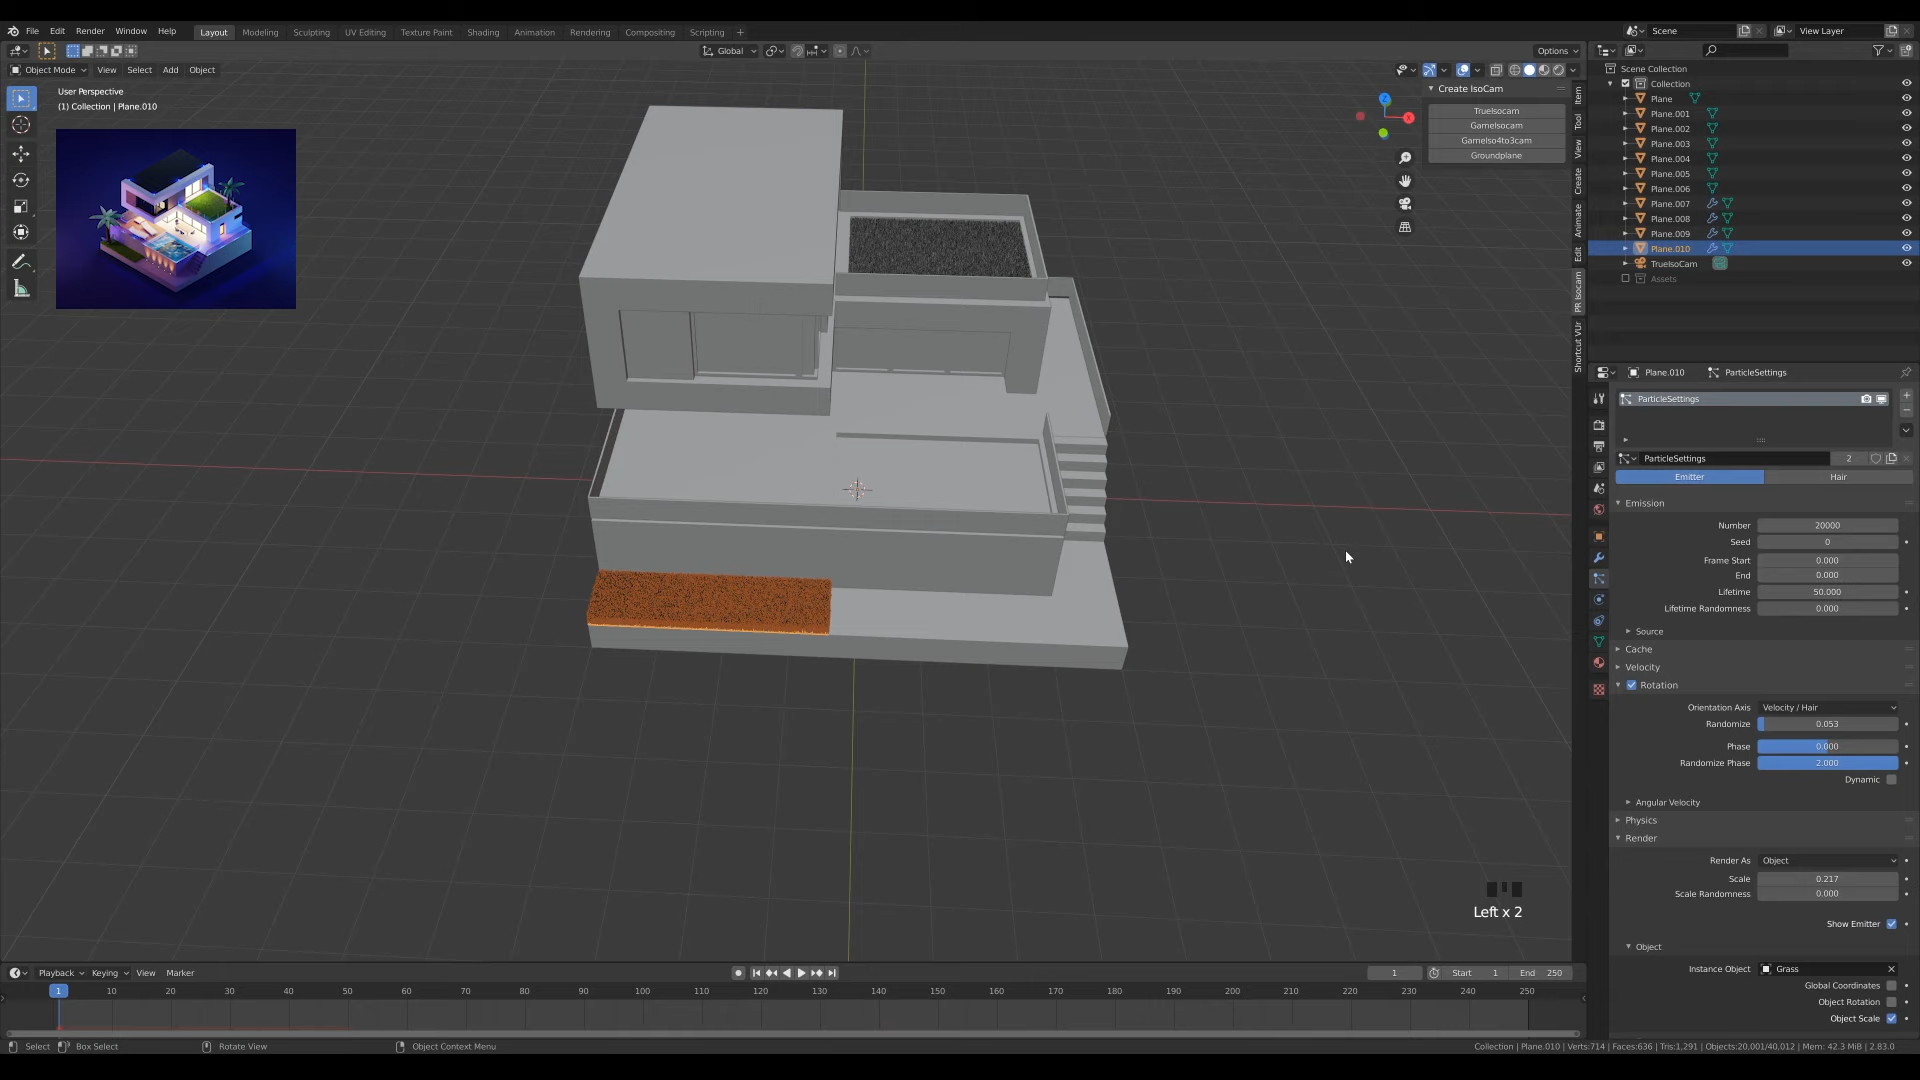 File Edit Render Window Help Layout Modeling Sculpting UV Editing Texture Paint Shading Animation Rendering Compositing Scripting + Scene View Layer
Global Options
Object Mode View Select Add Object
User Perspective
(1) Collection | Plane.010
Create IsoCam
TrueIsocam
GameIsocam
GameIso4to3cam
Groundplane
Item
Tool
View
Create
Animate
Edit
PR Isocam
Shortcut VUr
X
Z
Scene Collection
Collection
Plane
Plane.001
Plane.002
Plane.003
Plane.004
Plane.005
Plane.006
Plane.007
Plane.008
Plane.009
Plane.010
TrueIsoCam
Assets
Plane.010 ParticleSettings
ParticleSettings
ParticleSettings 2
Emitter Hair
Emission
Number 20000
Seed 0
Frame Start 0.000
End 0.000
Lifetime 50.000
Lifetime Randomness 0.000
Source
Cache
Velocity
Rotation
Orientation Axis Velocity / Hair
Randomize 0.053
Phase 0.000
Randomize Phase 2.000
Dynamic
Angular Velocity
Physics
Render
Render As Object
Scale 0.217
Scale Randomness 0.000
Show Emitter
Object
Instance Object Grass
Global Coordinates
Object Rotation
Object Scale
Left x 2
Playback Keying View Marker 1 Start 1 End 250
1 10 20 30 40 50 60 70 80 90 100 110 120 130 140 150 160 170 180 190 200 210 220 230 240 250
Select Box Select Rotate View Object Context Menu Collection | Plane.010 | Verts:714 | Faces:636 | Tris:1,291 | Objects:20,001/40,012 | Mem: 42.3 MiB | 2.83.0